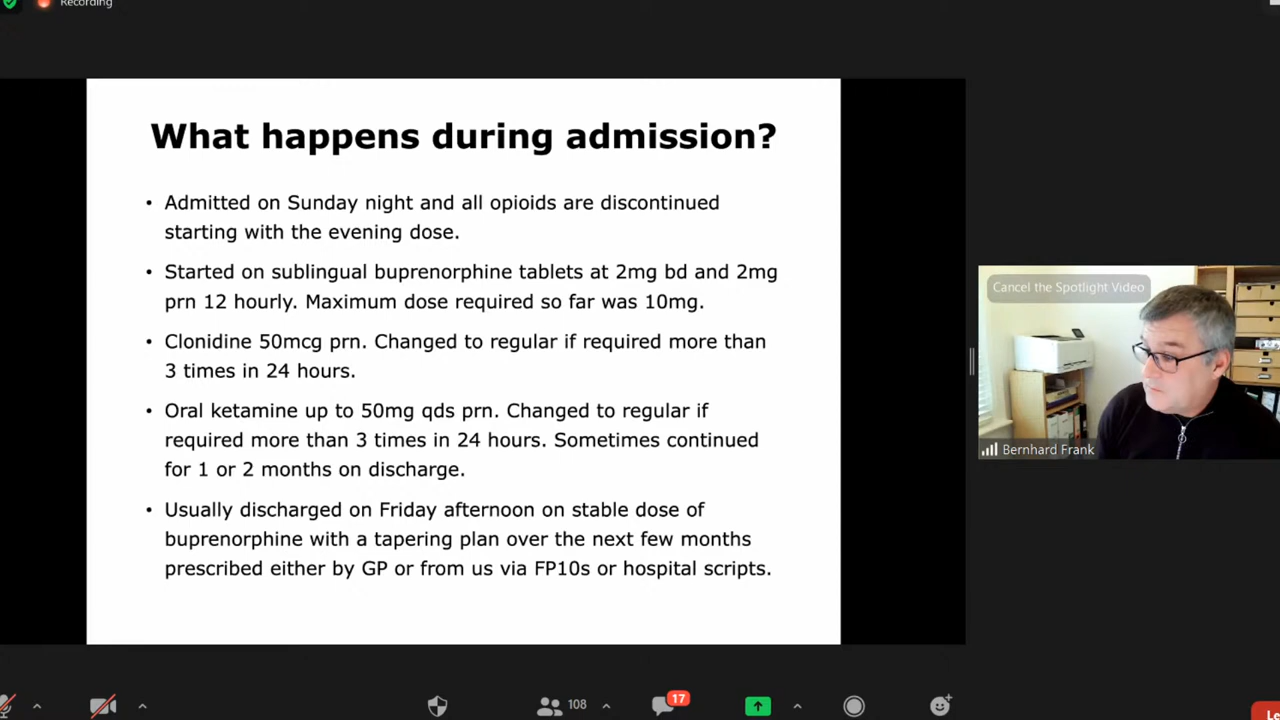 Recording
What happens during admission?
• Admitted on Sunday night and all opioids are discontinued
starting with the evening dose.
• Started on sublingual buprenorphine tablets at 2mg bd and 2mg
prn 12 hourly. Maximum dose required so far was 10mg.
• Clonidine 50mcg prn. Changed to regular if required more than
3 times in 24 hours.
• Oral ketamine up to 50mg qds prn. Changed to regular if
required more than 3 times in 24 hours. Sometimes continued
for 1 or 2 months on discharge.
• Usually discharged on Friday afternoon on stable dose of
buprenorphine with a tapering plan over the next few months
prescribed either by GP or from us via FP10s or hospital scripts.
Cancel the Spotlight Video
Bernhard Frank
108
17